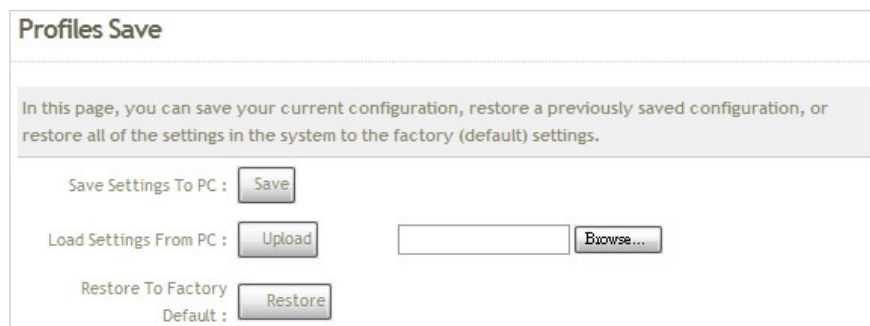 Profiles Save
In this page, you can save your current configuration, restore a previously saved configuration, or
restore all of the settings in the system to the factory (default) settings.
Save Settings To PC : Save
Load Settings From PC : Upload Browse...
Restore To Factory
Default : Restore